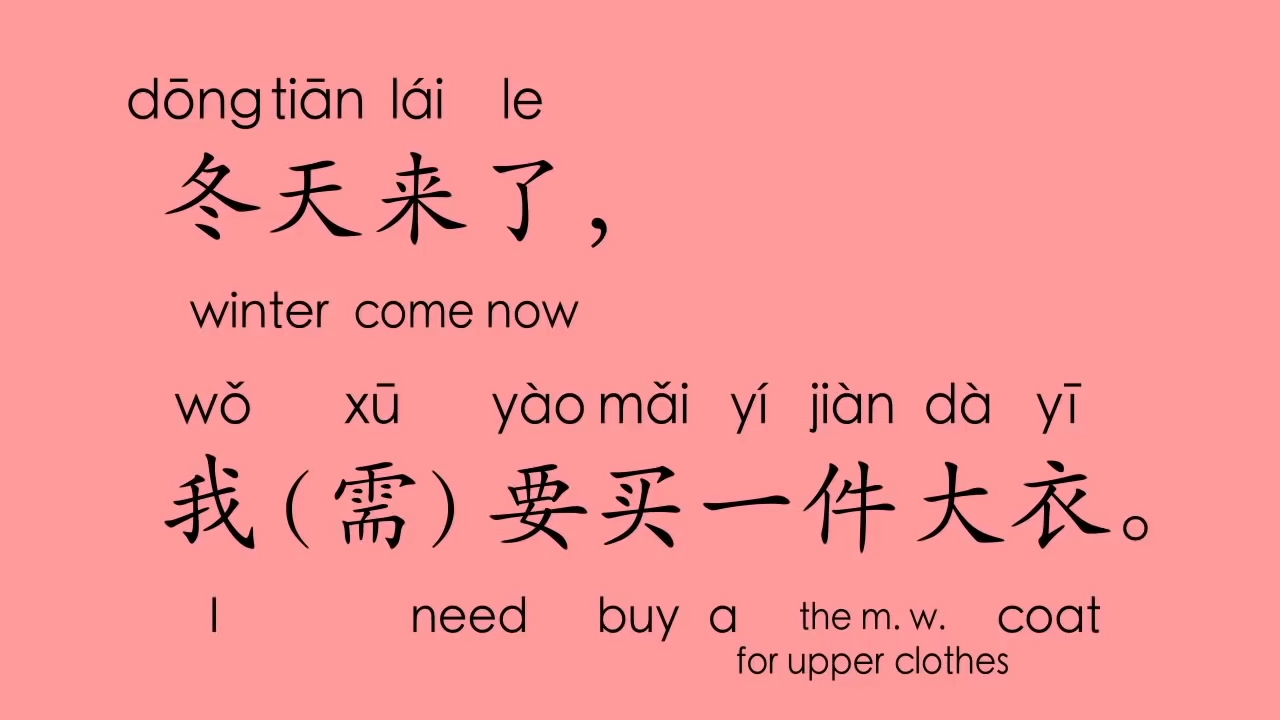 dōng tiān lái le
冬天来了，
winter come now
wǒ xū yào mǎi yí jiàn dà yī
我（需）要买一件大衣。
I need buy a the m. w. coat
for upper clothes